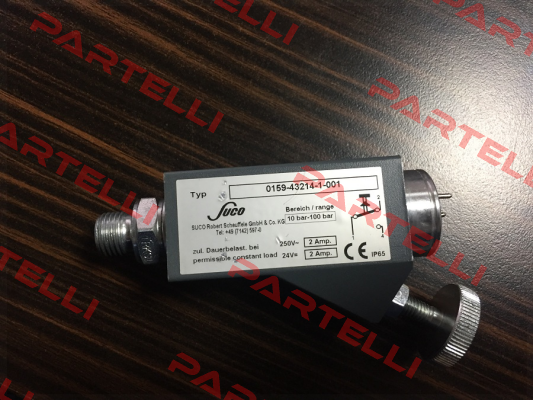 PARTELLI
PARTELLI
PARTELLI
PARTELLI
PARTELLI
PARTELLI
Typ 0159-43214-1-001
Suco
SUCO Robert Scheuffele GmbH & Co. KG
Tel: +49 (7142) 597-0
Bereich / range
10 bar-100 bar
zul. Dauerbelast. bei 250V~ 2 Amp.
permissible constant load 24V= 2 Amp.
CE IP65